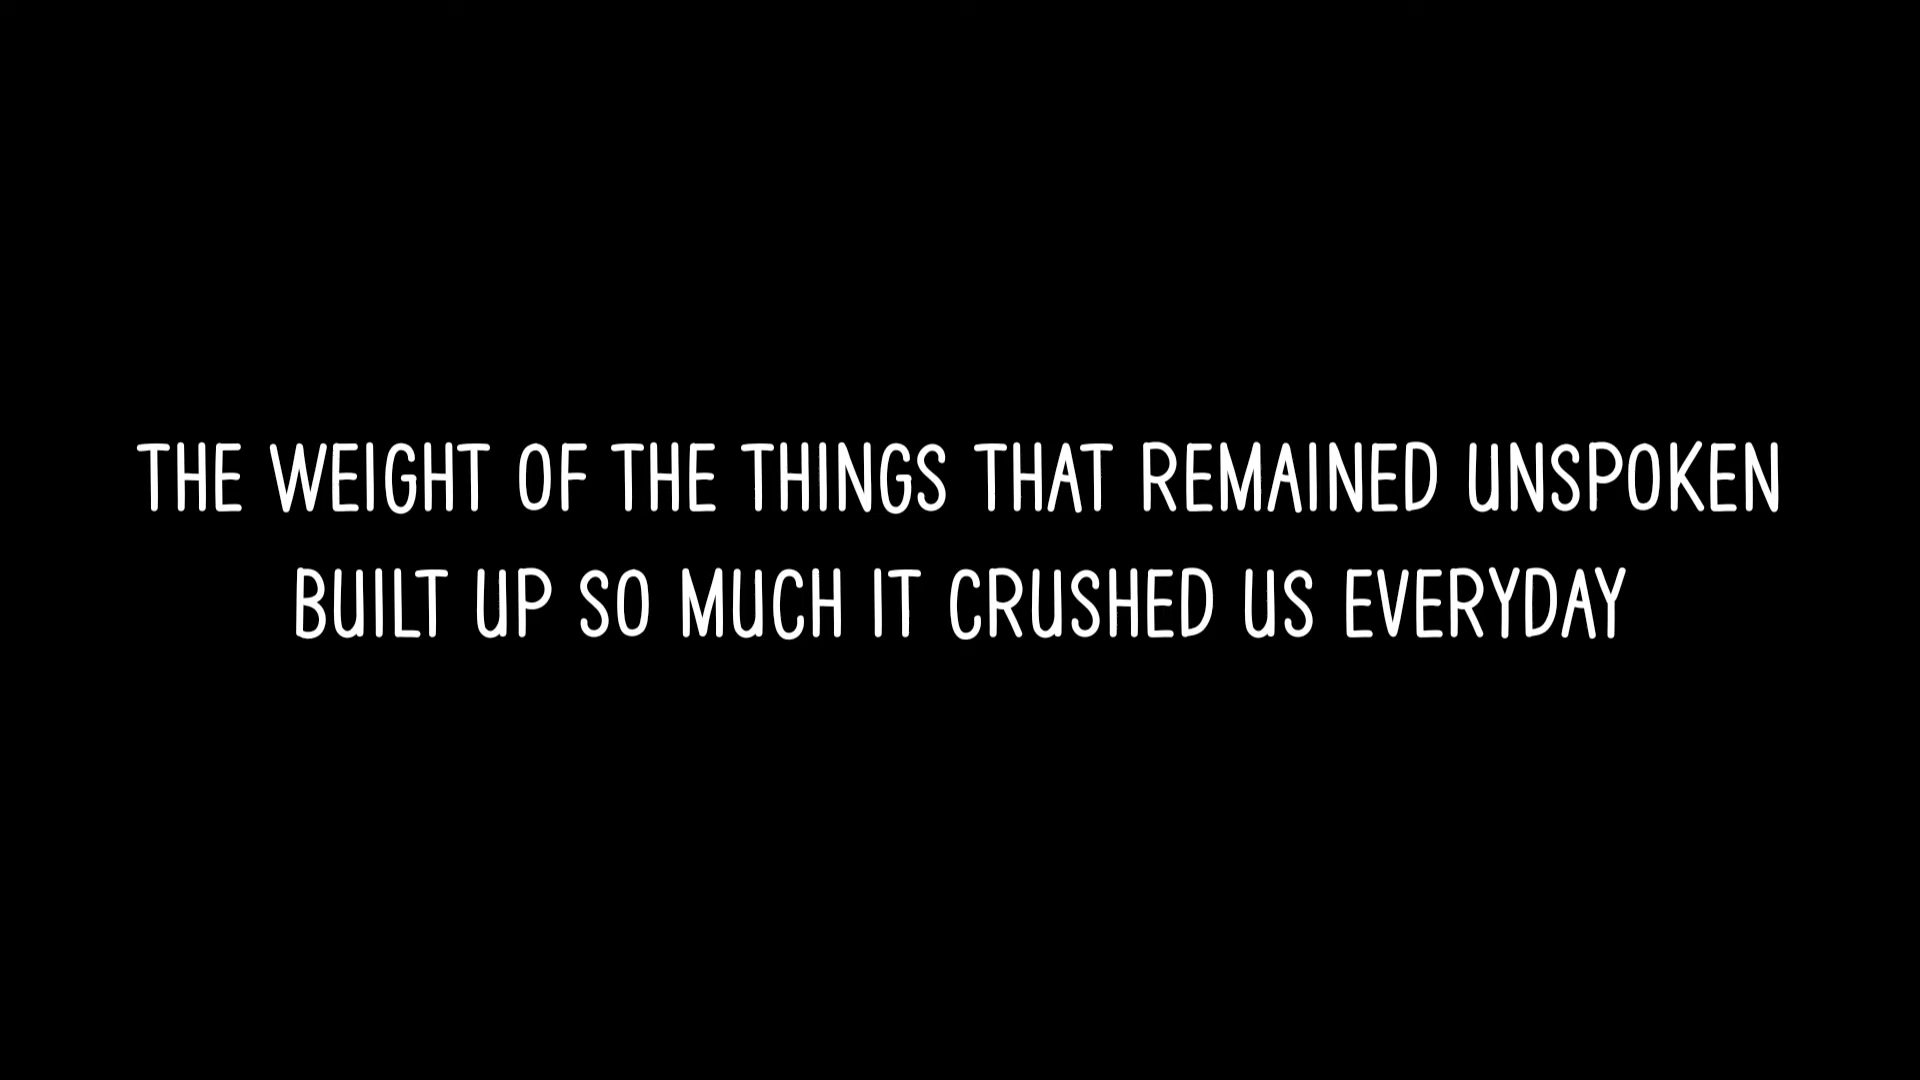 THE WEIGHT OF THE THINGS THAT REMAINED UNSPOKEN
BUILT UP SO MUCH IT CRUSHED US EVERYDAY